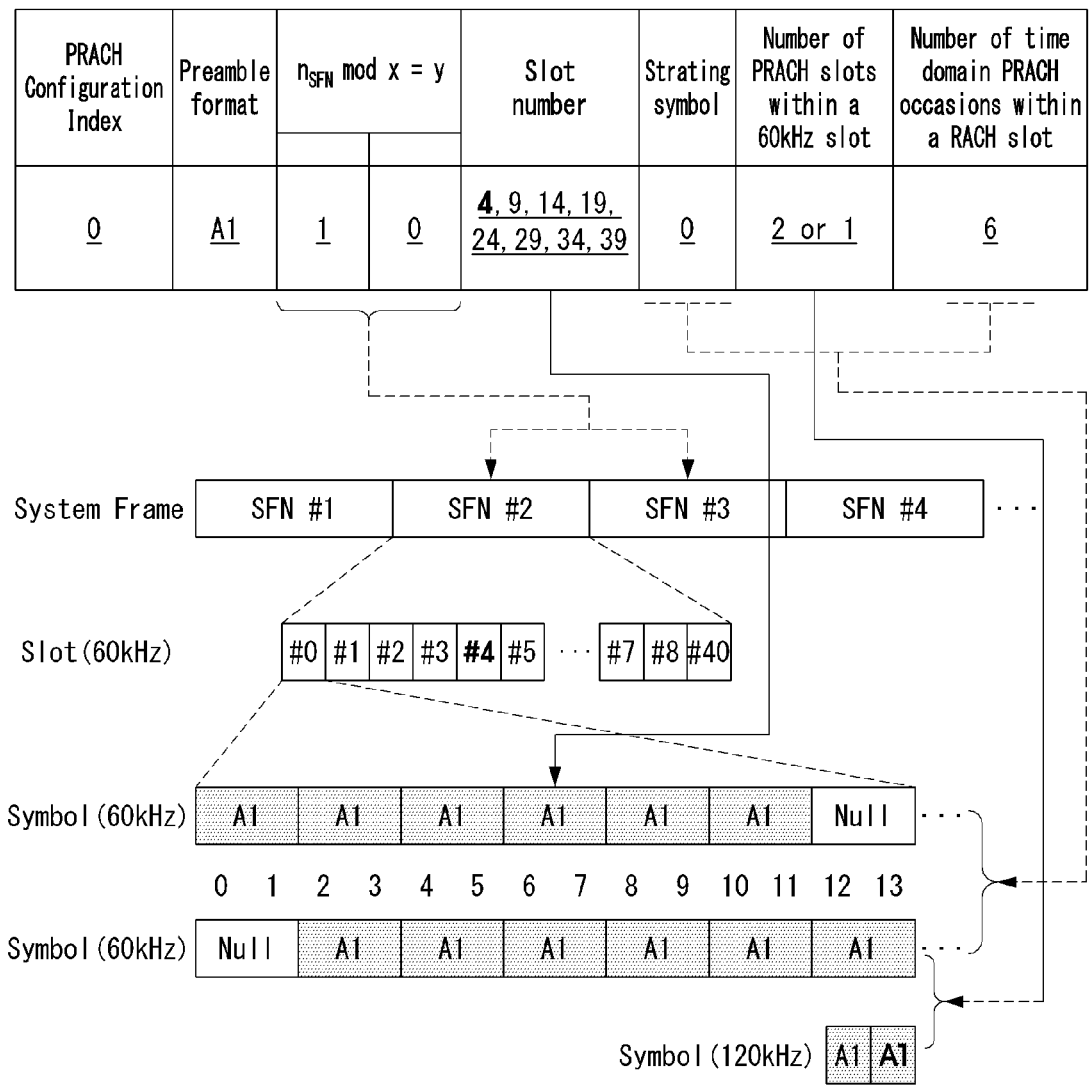 PRACH
Configuration
Index
Preamble
format
nSFN mod x = y
Slot
number
Strating
symbol
Number of
PRACH slots
within a
60kHz slot
Number of time
domain PRACH
occasions within
a RACH slot
0
A1
1
0
4, 9, 14, 19,
24, 29, 34, 39
0
2 or 1
6
System Frame
SFN #1
SFN #2
SFN #3
SFN #4
...
Slot(60kHz)
#0
#1
#2
#3
#4
#5
...
#7
#8
#40
Symbol(60kHz)
A1
A1
A1
A1
A1
A1
Null
...
0 1 2 3 4 5 6 7 8 9 10 11 12 13
Symbol(60kHz)
Null
A1
A1
A1
A1
A1
A1
...
Symbol(120kHz)
A1
A1